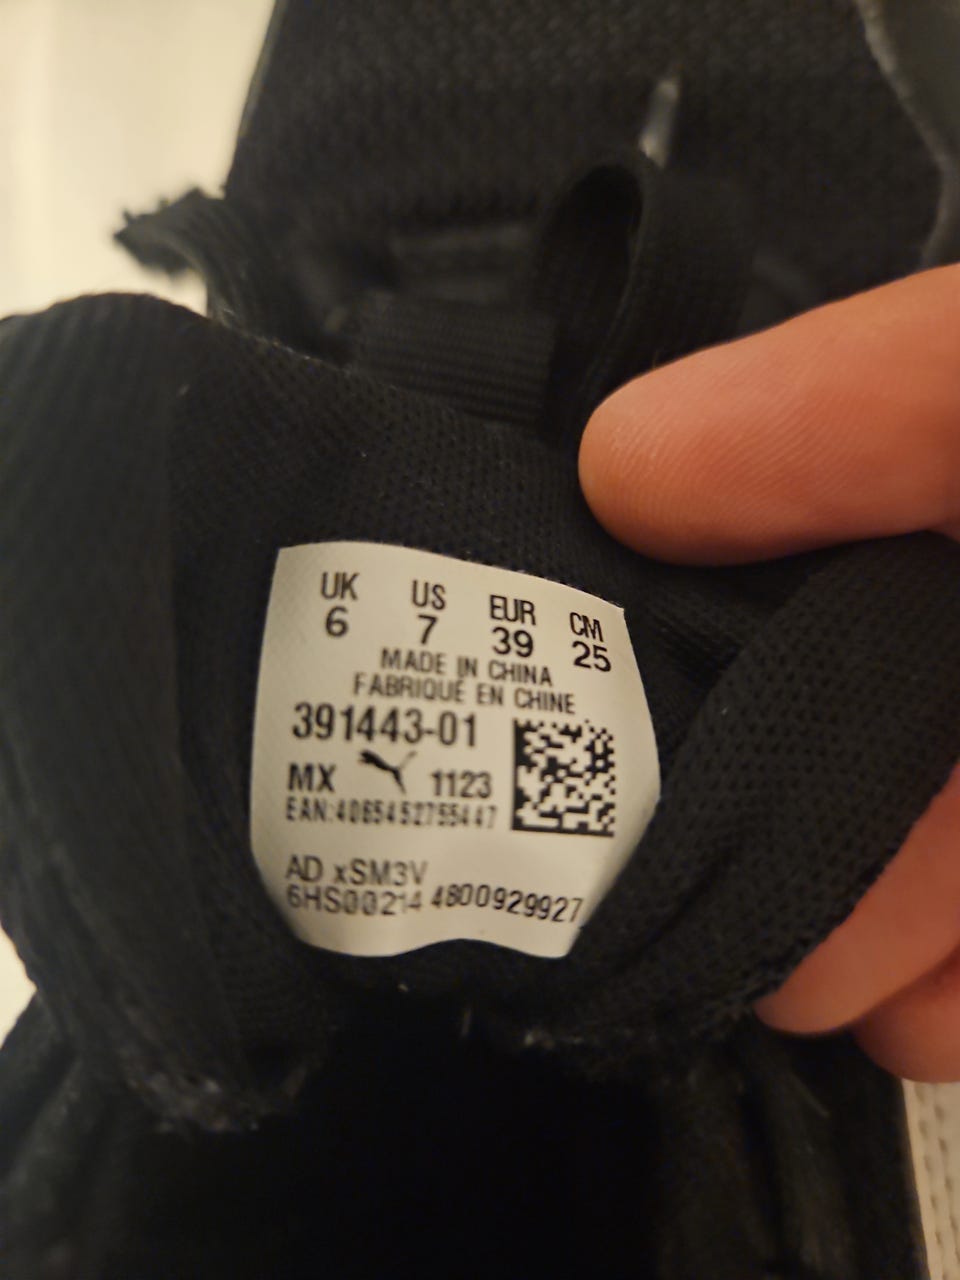 UK US EUR CM
6 7 39 25
MADE IN CHINA
FABRIQUÉ EN CHINE
391443-01
MX 1123
EAN:4065452755447
AD xSM3V
6HS00214 4800929927